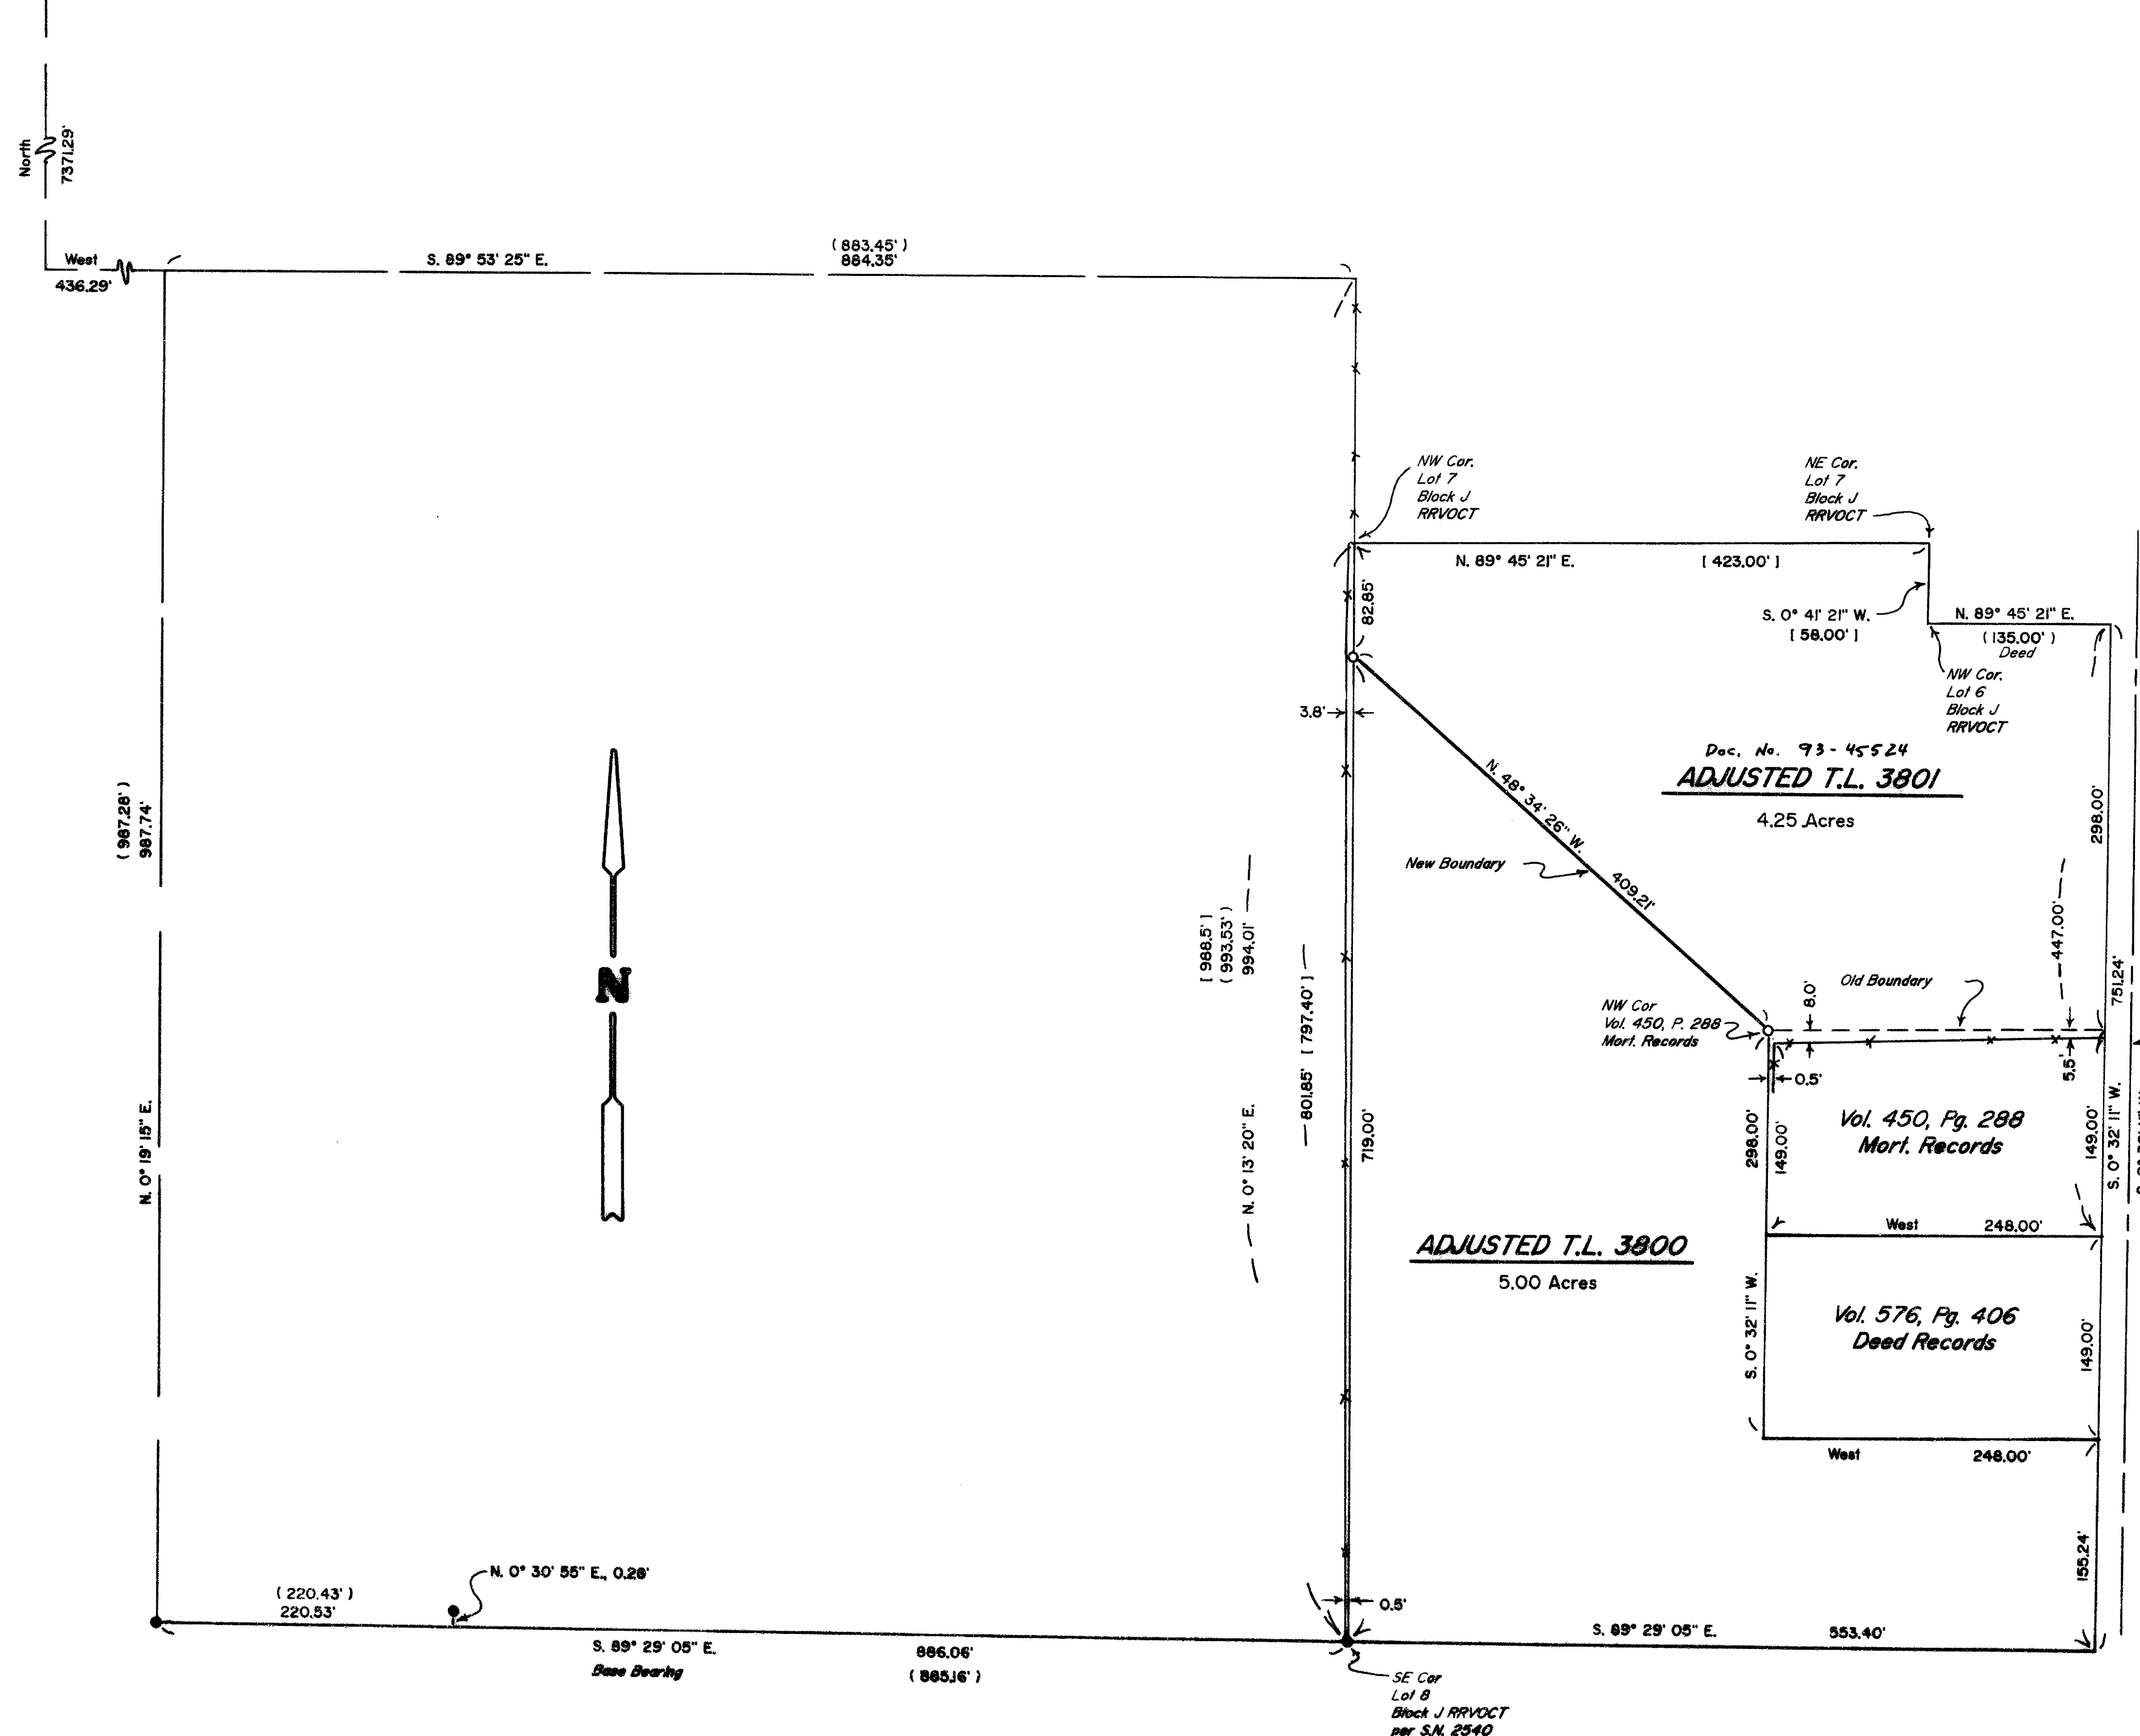 North
7371.29'
West
436.29'
S. 89° 53' 25" E.
( 883.45' )
884.35'
NW Cor.
Lot 7
Block J
RRVOCT
NE Cor.
Lot 7
Block J
RRVOCT
N. 89° 45' 21" E.
[ 423.00' ]
82.85'
S. 0° 41' 21" W.
[ 58.00' ]
N. 89° 45' 21" E.
( 135.00' )
Deed
NW Cor.
Lot 6
Block J
RRVOCT
3.8'
Doc. No. 93-45524
ADJUSTED T.L. 3801
4.25 Acres
N. 48° 34' 26" W.
409.21'
New Boundary
298.00'
447.00'
751.24'
S. 0° 32' 11" W.
( 987.28' )
987.74'
N. 0° 19' 15" E.
N
[ 988.5' ]
( 993.53' )
994.01'
N. 0° 13' 20" E.
801.85' [ 797.40' ]
719.00'
Old Boundary
8.0'
NW Cor
Vol. 450, P. 288
Mort. Records
0.5'
5.5'
Vol. 450, Pg. 288
Mort. Records
298.00'
149.00'
149.00'
West 248.00'
ADJUSTED T.L. 3800
5.00 Acres
S. 0° 32' 11" W.
Vol. 576, Pg. 406
Deed Records
149.00'
West 248.00'
155.24'
N. 0° 30' 55" E., 0.28'
( 220.43' )
220.53'
S. 89° 29' 05" E.
Base Bearing
886.06'
( 885.16' )
0.5'
S. 89° 29' 05" E.
553.40'
SE Cor
Lot 8
Block J RRVOCT
per S.N. 2540